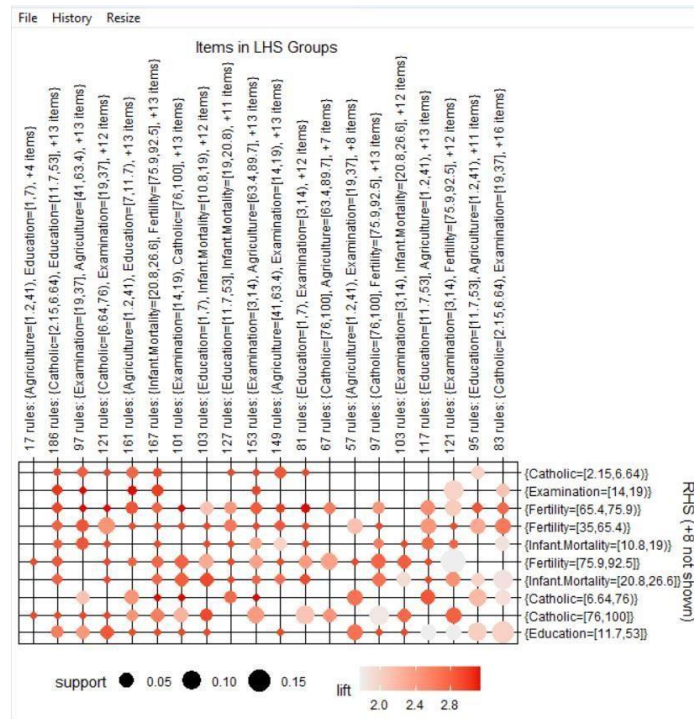 File History Resize
Items in LHS Groups
17 rules: {Agriculture=[1.2,41), Education=[1,7), +4 items}
186 rules: {Catholic=[2.15,6.64), Education=[11.7,53], +13 items}
97 rules: {Examination=[19,37], Agriculture=[41,63.4), +13 items}
121 rules: {Catholic=[6.64,76), Examination=[19,37], +12 items}
61 rules: {Agriculture=[1.2,41), Education=[7,11.7), +13 items}
167 rules: {Infant.Mortality=[20.8,26.6], Fertility=[75.9,92.5], +13 items}
101 rules: {Examination=[14,19), Catholic=[76,100], +13 items}
103 rules: {Education=[1,7), Infant.Mortality=[10.8,19), +12 items}
127 rules: {Education=[11.7,53], Infant.Mortality=[19,20.8), +11 items}
153 rules: {Examination=[3,14), Agriculture=[63.4,89.7], +13 items}
149 rules: {Agriculture=[41,63.4), Examination=[14,19), +13 items}
81 rules: {Education=[1,7), Examination=[3,14), +12 items}
67 rules: {Catholic=[76,100], Agriculture=[63.4,89.7], +7 items}
57 rules: {Agriculture=[1.2,41), Examination=[19,37], +8 items}
97 rules: {Catholic=[76,100], Fertility=[75.9,92.5], +13 items}
103 rules: {Examination=[3,14), Infant.Mortality=[20.8,26.6], +12 items}
117 rules: {Education=[11.7,53], Agriculture=[1.2,41), +13 items}
121 rules: {Examination=[3,14), Fertility=[75.9,92.5], +12 items}
95 rules: {Education=[11.7,53], Agriculture=[1.2,41), +11 items}
83 rules: {Catholic=[2.15,6.64), Examination=[19,37], +16 items}
{Catholic=[2.15,6.64)}
{Examination=[14,19)}
{Fertility=[65.4,75.9)}
{Fertility=[35,65.4)}
{Infant.Mortality=[10.8,19)}
{Fertility=[75.9,92.5]}
{Infant.Mortality=[20.8,26.6]}
{Catholic=[6.64,76)}
{Catholic=[76,100]}
{Education=[11.7,53]}
RHS (+8 not shown)
support 0.05 0.10 0.15
lift
2.0 2.4 2.8